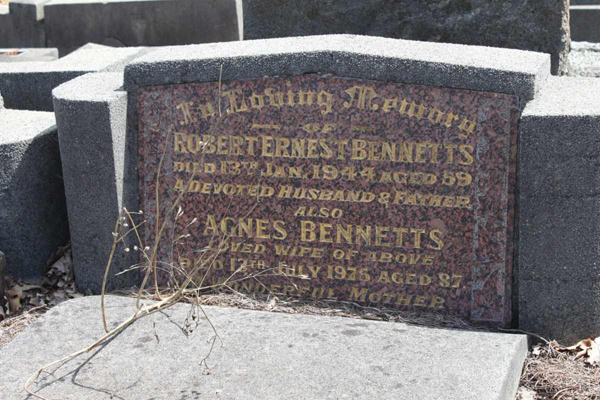 In Loving Memory
— OF —
ROBERT ERNEST BENNETTS
DIED 13TH JAN. 1944 AGED 59
A DEVOTED HUSBAND & FATHER.
ALSO
AGNES BENNETTS
LOVED WIFE OF ABOVE
DIED 17TH JULY 1976 AGED 87
WONDERFUL MOTHER